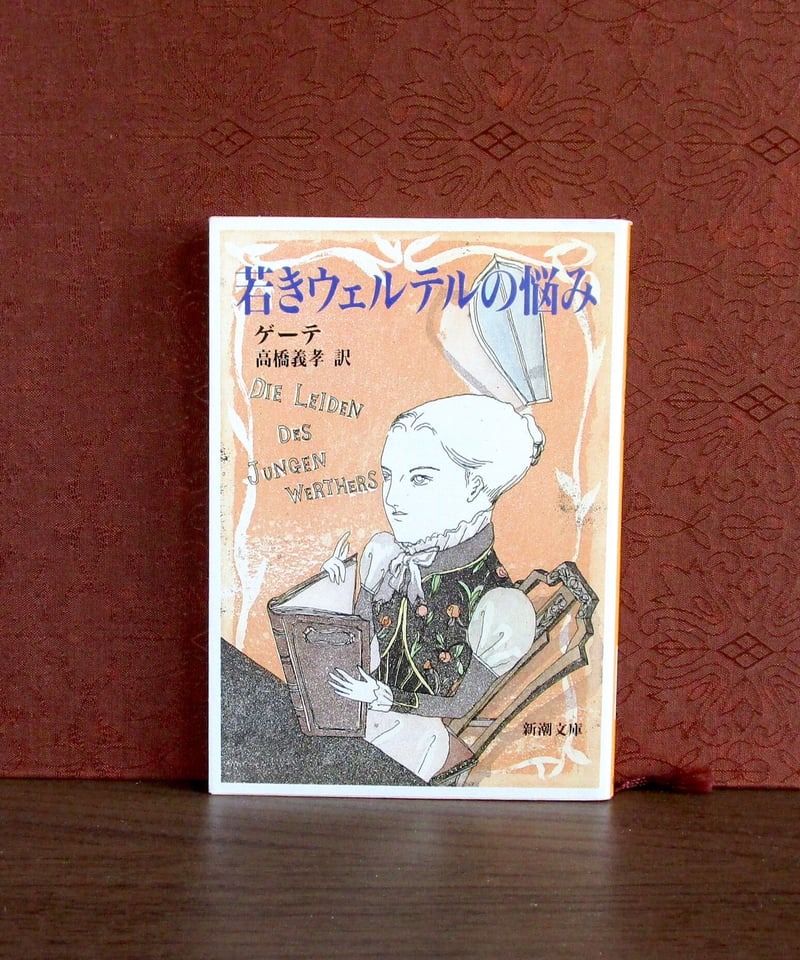 若きウェルテルの悩み
ゲーテ
高橋義孝 訳
DIE LEIDEN
DES
JUNGEN
WERTHERS
新潮文庫